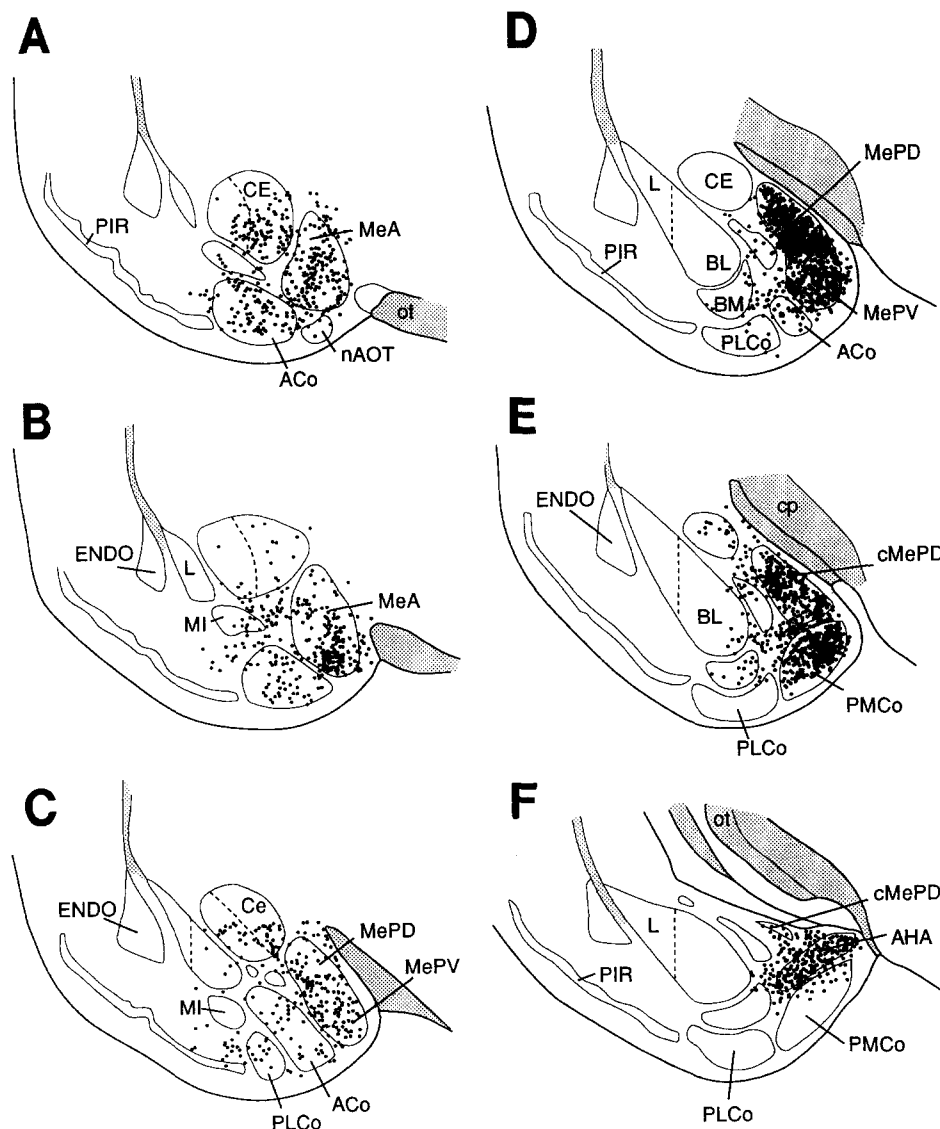 A
CE
MeA
PIR
ot
nAOT
ACo
B
ENDO
L
MeA
MI
C
Ce
ENDO
MePD
MePV
MI
ACo
PLCo
D
MePD
L
CE
PIR
BL
BM
MePV
PLCo
ACo
E
cp
ENDO
cMePD
BL
PMCo
PLCo
F
ot
cMePD
L
AHA
PIR
PMCo
PLCo